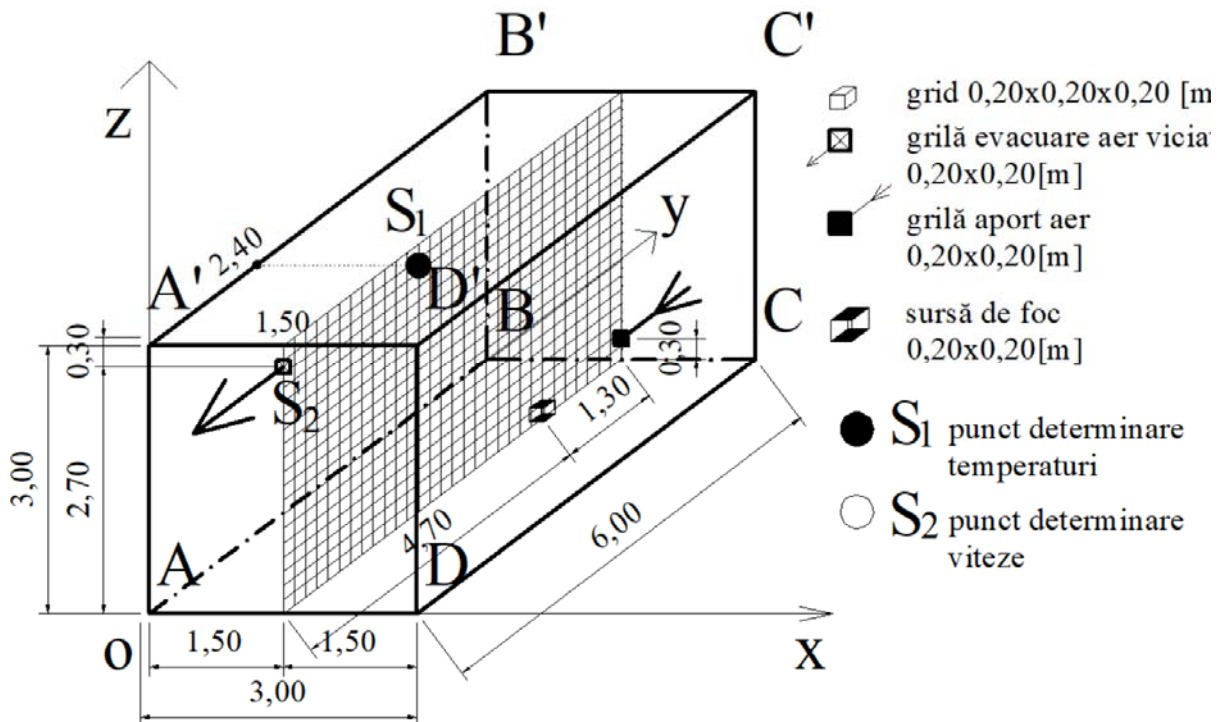 B'
C'
z
grid 0,20x0,20x0,20 [m
grilă evacuare aer viciat
0,20x0,20[m]
S1
y
grilă aport aer
0,20x0,20[m]
2,40
A'
D'
B
C
1,50
0,30
0,30
sursă de foc
0,20x0,20[m]
S2
1,30
S1 punct determinare
temperaturi
3,00
2,70
4,70
6,00
S2 punct determinare
viteze
A
D
o
x
1,50
1,50
3,00